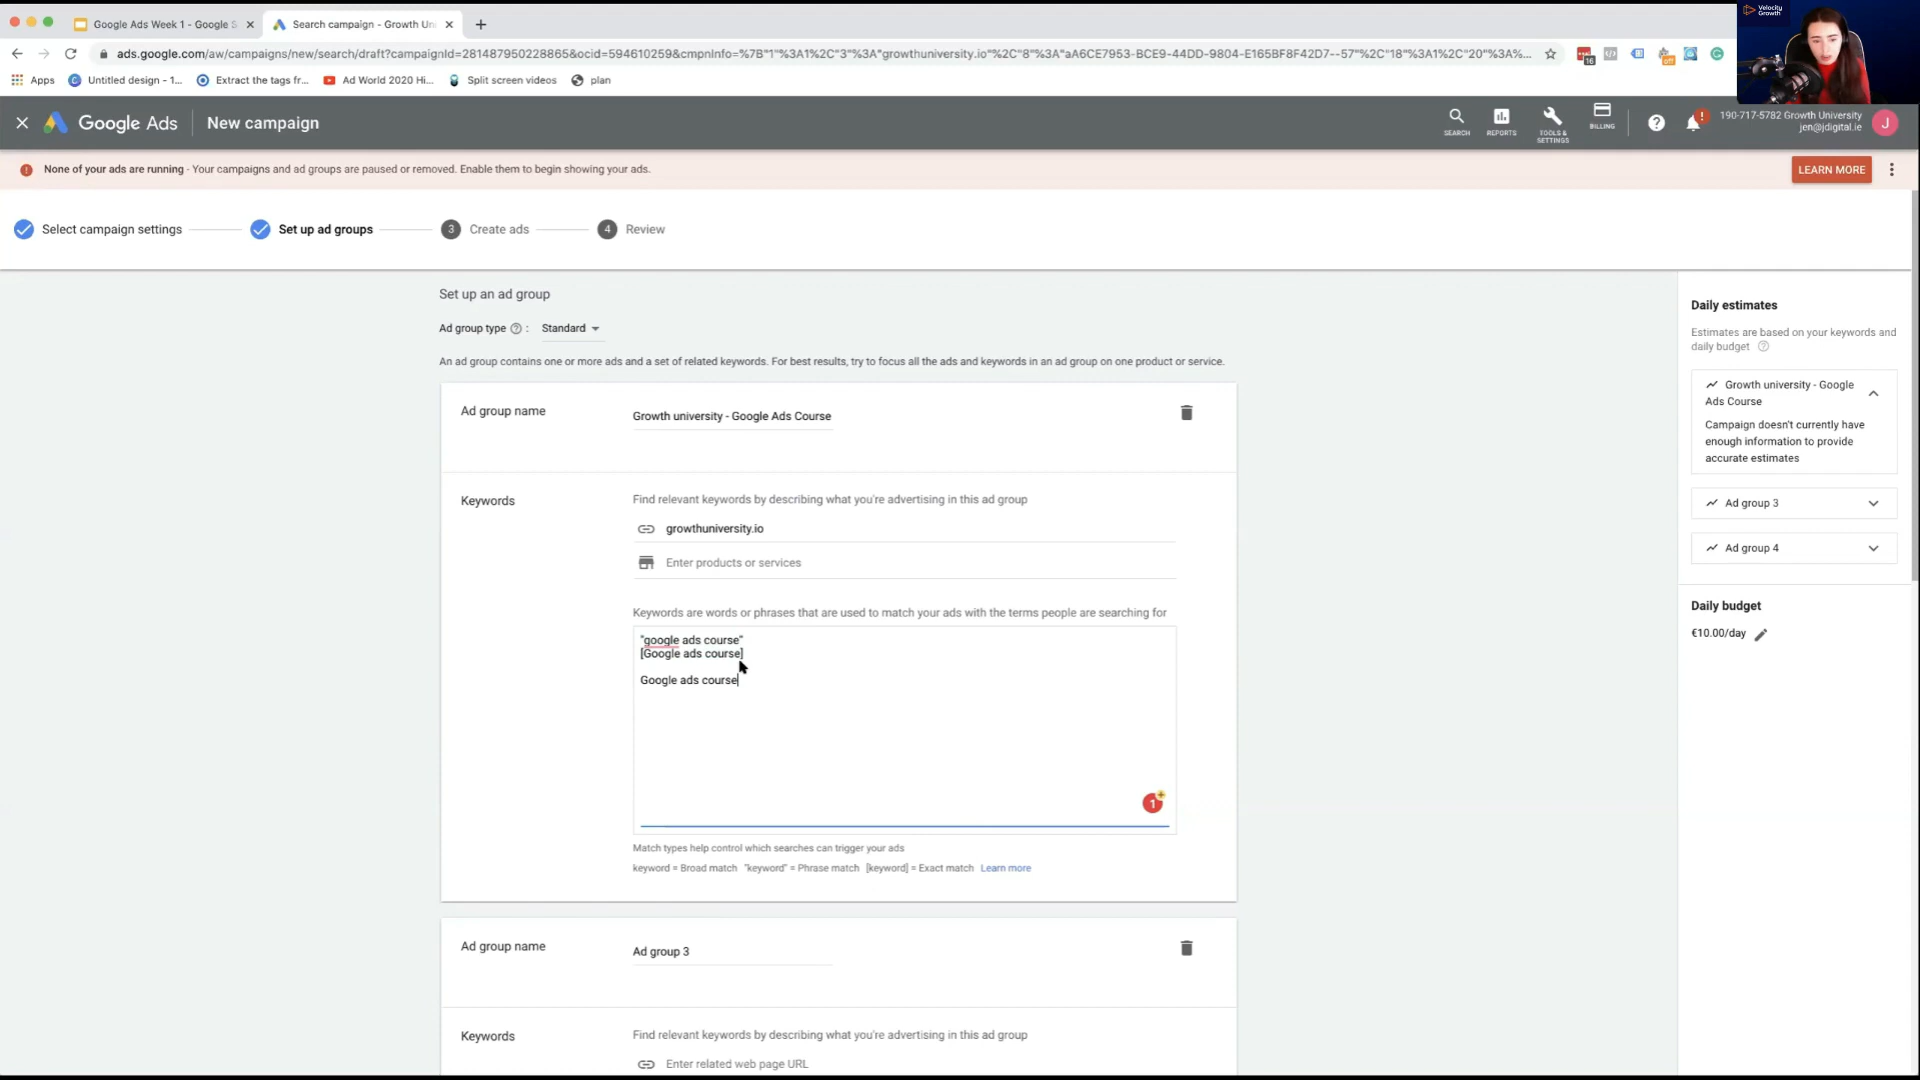 Google Ads Week 1 - Google S
Search campaign - Growth Un
ads.google.com/aw/campaigns/new/search/draft?campaignId=281487950228865&ocid=594610259&cmpnInfo=%7B"1"%3A1%2C"3"%3A"growthuniversity.io"%2C"8"%3A"aA6CE7953-BCE9-44DD-9804-E165BF8F42D7--57"%2C"18"%3A1%2C"20"%3A%...
16
off
Velocity
Growth
Apps
Untitled design - 1...
Extract the tags fr...
Ad World 2020 Hi...
Split screen videos
plan
Google Ads
New campaign
SEARCH
REPORTS
TOOLS &
SETTINGS
BILLING
190-717-5782 Growth University
jen@jdigital.ie
J
None of your ads are running - Your campaigns and ad groups are paused or removed. Enable them to begin showing your ads.
LEARN MORE
Select campaign settings
Set up ad groups
3 Create ads
4 Review
Set up an ad group
Ad group type : Standard
An ad group contains one or more ads and a set of related keywords. For best results, try to focus all the ads and keywords in an ad group on one product or service.
Ad group name
Growth university - Google Ads Course
Keywords
Find relevant keywords by describing what you're advertising in this ad group
growthuniversity.io
Enter products or services
Keywords are words or phrases that are used to match your ads with the terms people are searching for
"google ads course"
[Google ads course]
Google ads course
1
Match types help control which searches can trigger your ads
keyword = Broad match "keyword" = Phrase match [keyword] = Exact match Learn more
Ad group name
Ad group 3
Keywords
Find relevant keywords by describing what you're advertising in this ad group
Enter related web page URL
Daily estimates
Estimates are based on your keywords and
daily budget
Growth university - Google
Ads Course
Campaign doesn't currently have
enough information to provide
accurate estimates
Ad group 3
Ad group 4
Daily budget
€10.00/day